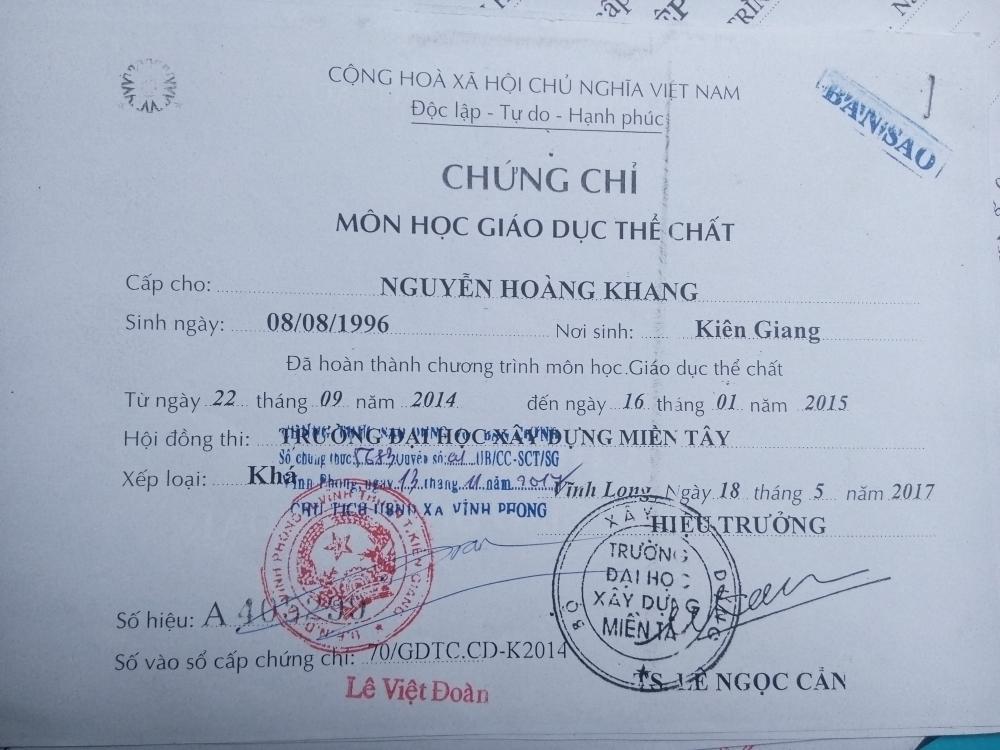 CỘNG HOÀ XÃ HỘI CHỦ NGHĨA VIỆT NAM
Độc lập - Tự do - Hạnh phúc
BẢN SAO
CHỨNG CHỈ
MÔN HỌC GIÁO DỤC THỂ CHẤT
Cấp cho: NGUYỄN HOÀNG KHANG
Sinh ngày: 08/08/1996 Nơi sinh: Kiên Giang
Đã hoàn thành chương trình môn học Giáo dục thể chất
Từ ngày 22 tháng 09 năm 2014 đến ngày 16 tháng 01 năm 2015
Hội đồng thi: TRƯỜNG ĐẠI HỌC XÂY DỰNG MIỀN TÂY
Số chứng thực: 5683 quyển số: 01 UB/CC-SCT/SG
Xếp loại: Khá
Vĩnh Phong, ngày 13 tháng 11 năm 2017
Vĩnh Long, Ngày 18 tháng 5 năm 2017
CHỦ TỊCH UBND XÃ VĨNH PHONG
HIỆU TRƯỞNG
XÂY DỰNG
TRƯỜNG
ĐẠI HỌC
XÂY DỰNG
MIỀN TÂ
Số hiệu: A
Số vào sổ cấp chứng chỉ: 70/GDTC.CD-K2014
TS. LÊ NGỌC CẨN
Lê Việt Đoàn